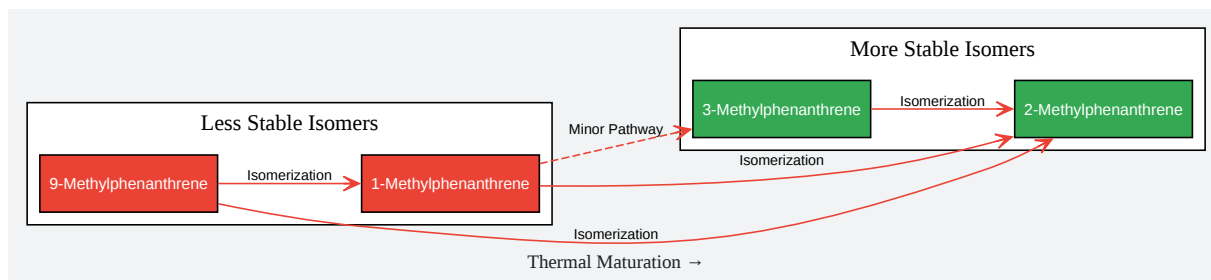 More Stable Isomers
3-Methylphenanthrene
Isomerization
2-Methylphenanthrene
Less Stable Isomers
Minor Pathway
Isomerization
9-Methylphenanthrene
Isomerization
1-Methylphenanthrene
Isomerization
Thermal Maturation →